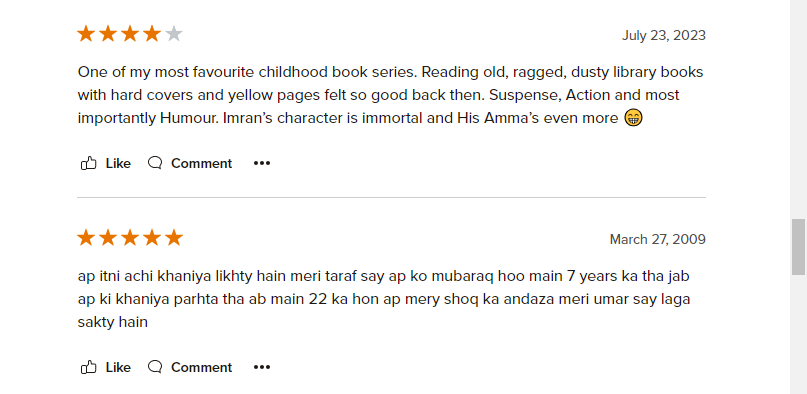 July 23, 2023
One of my most favourite childhood book series. Reading old, ragged, dusty library books
with hard covers and yellow pages felt so good back then. Suspense, Action and most
importantly Humour. Imran’s character is immortal and His Amma’s even more 😁
Like Comment •••
March 27, 2009
ap itni achi khaniya likhty hain meri taraf say ap ko mubaraq hoo main 7 years ka tha jab
ap ki khaniya parhta tha ab main 22 ka hon ap mery shoq ka andaza meri umar say laga
sakty hain
Like Comment •••